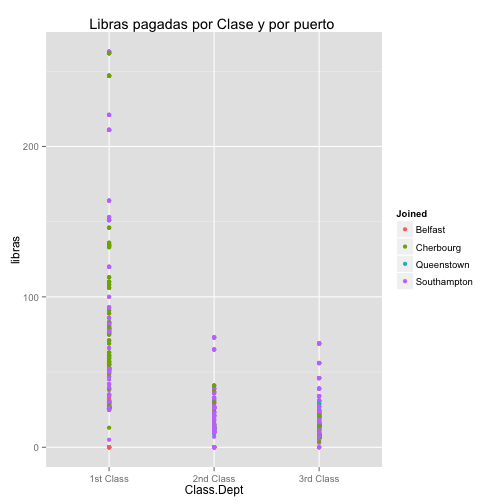 Libras pagadas por Clase y por puerto
libras
200
100
0
1st Class
2nd Class
3rd Class
Class.Dept
Joined
Belfast
Cherbourg
Queenstown
Southampton